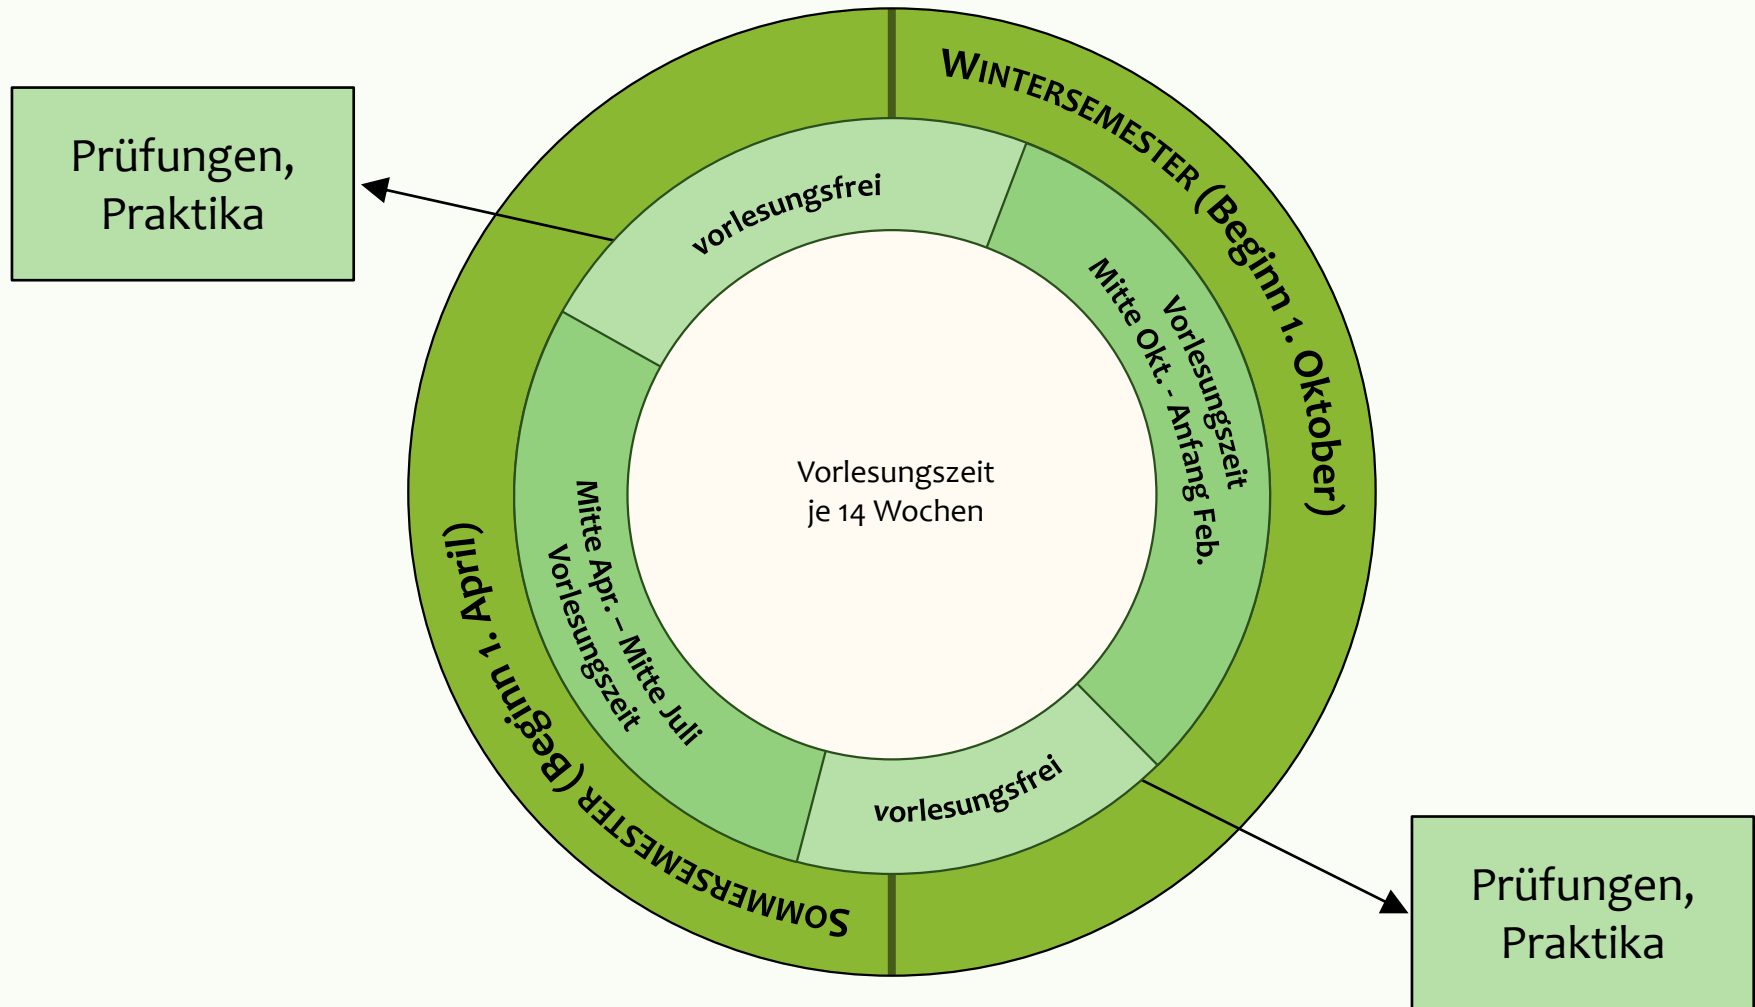 Prüfungen,
Praktika
WINTERSEMESTER (Beginn 1. Oktober)
vorlesungsfrei
Vorlesungszeit
Mitte Okt. - Anfang Feb.
Vorlesungszeit
je 14 Wochen
Mitte Apr. – Mitte Juli
Vorlesungszeit
SOMMERSEMESTER (Beginn 1. April)
vorlesungsfrei
Prüfungen,
Praktika